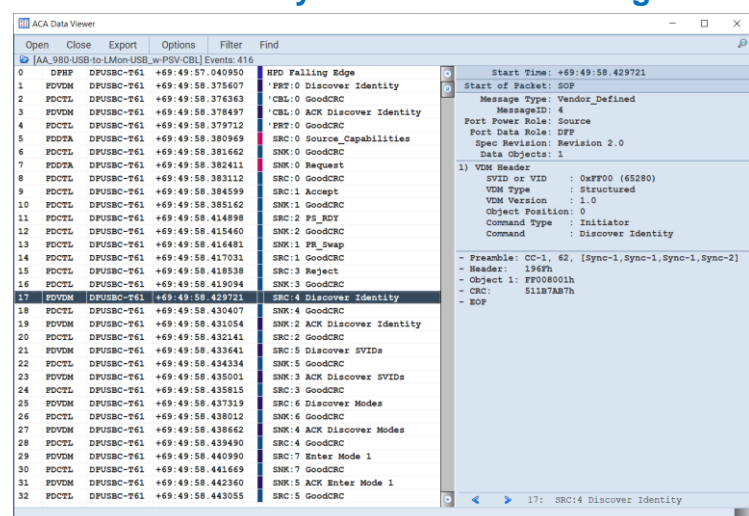 ACA Data Viewer
Open Close Export Options Filter Find
[AA_980-USB-to-LMon-USB_w-PSV-CBL] Events: 416
0 DPHP DPUSBC-T61 +69:49:57.040950 HPD Falling Edge
1 PDVDM DPUSBC-T61 +69:49:58.375607 'PRT:0 Discover Identity
2 PDCTL DPUSBC-T61 +69:49:58.376363 'CBL:0 GoodCRC
3 PDVDM DPUSBC-T61 +69:49:58.378497 'CBL:0 ACK Discover Identity
4 PDCTL DPUSBC-T61 +69:49:58.379712 'PRT:0 GoodCRC
5 PDDTA DPUSBC-T61 +69:49:58.380969 SRC:0 Source_Capabilities
6 PDCTL DPUSBC-T61 +69:49:58.381662 SNK:0 GoodCRC
7 PDDTA DPUSBC-T61 +69:49:58.382411 SNK:0 Request
8 PDCTL DPUSBC-T61 +69:49:58.383112 SRC:0 GoodCRC
9 PDCTL DPUSBC-T61 +69:49:58.384599 SRC:1 Accept
10 PDCTL DPUSBC-T61 +69:49:58.385162 SNK:1 GoodCRC
11 PDCTL DPUSBC-T61 +69:49:58.414898 SRC:2 PS_RDY
12 PDCTL DPUSBC-T61 +69:49:58.415460 SNK:2 GoodCRC
13 PDCTL DPUSBC-T61 +69:49:58.416481 SNK:1 PR_Swap
14 PDCTL DPUSBC-T61 +69:49:58.417031 SRC:1 GoodCRC
15 PDCTL DPUSBC-T61 +69:49:58.418538 SRC:3 Reject
16 PDCTL DPUSBC-T61 +69:49:58.419094 SNK:3 GoodCRC
17 PDVDM DPUSBC-T61 +69:49:58.429721 SRC:4 Discover Identity
18 PDCTL DPUSBC-T61 +69:49:58.430407 SNK:4 GoodCRC
19 PDVDM DPUSBC-T61 +69:49:58.431054 SNK:2 ACK Discover Identity
20 PDCTL DPUSBC-T61 +69:49:58.432141 SRC:2 GoodCRC
21 PDVDM DPUSBC-T61 +69:49:58.433641 SRC:5 Discover SVIDs
22 PDCTL DPUSBC-T61 +69:49:58.434334 SNK:5 GoodCRC
23 PDVDM DPUSBC-T61 +69:49:58.435001 SNK:3 ACK Discover SVIDs
24 PDCTL DPUSBC-T61 +69:49:58.435815 SRC:3 GoodCRC
25 PDVDM DPUSBC-T61 +69:49:58.437319 SRC:6 Discover Modes
26 PDCTL DPUSBC-T61 +69:49:58.438012 SNK:6 GoodCRC
27 PDVDM DPUSBC-T61 +69:49:58.438662 SNK:4 ACK Discover Modes
28 PDCTL DPUSBC-T61 +69:49:58.439490 SRC:4 GoodCRC
29 PDVDM DPUSBC-T61 +69:49:58.440990 SRC:7 Enter Mode 1
30 PDCTL DPUSBC-T61 +69:49:58.441669 SNK:7 GoodCRC
31 PDVDM DPUSBC-T61 +69:49:58.442360 SNK:5 ACK Enter Mode 1
32 PDCTL DPUSBC-T61 +69:49:58.443055 SRC:5 GoodCRC
Start Time: +69:49:58.429721
Start of Packet: SOP
Message Type: Vendor_Defined
MessageID: 4
Port Power Role: Source
Port Data Role: DFP
Spec Revision: Revision 2.0
Data Objects: 1
1) VDM Header
SVID or VID : 0xFF00 (65280)
VDM Type : Structured
VDM Version : 1.0
Object Position: 0
Command Type : Initiator
Command : Discover Identity
- Preamble: CC-1, 62, [Sync-1,Sync-1,Sync-1,Sync-2]
- Header: 196Fh
- Object 1: FF008001h
- CRC: 511B7AB7h
- EOP
17: SRC:4 Discover Identity